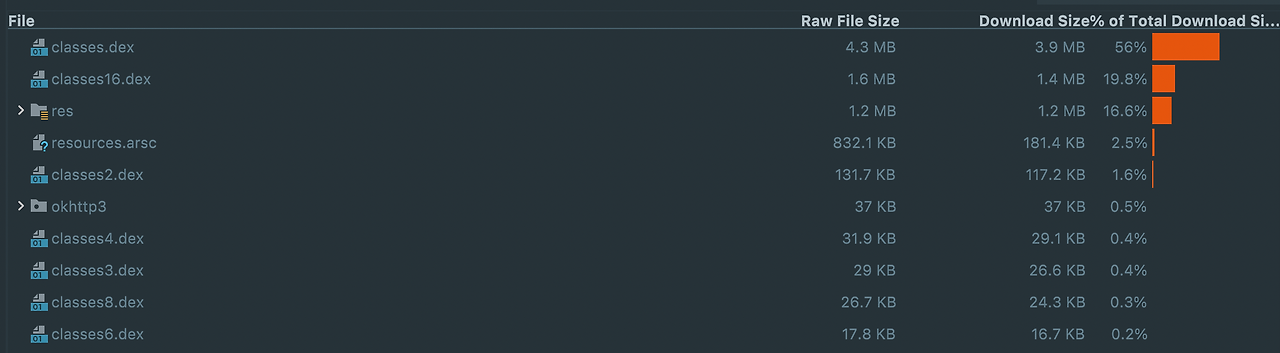 File Raw File Size Download Size% of Total Download Si...
classes.dex 4.3 MB 3.9 MB 56%
classes16.dex 1.6 MB 1.4 MB 19.8%
res 1.2 MB 1.2 MB 16.6%
resources.arsc 832.1 KB 181.4 KB 2.5%
classes2.dex 131.7 KB 117.2 KB 1.6%
okhttp3 37 KB 37 KB 0.5%
classes4.dex 31.9 KB 29.1 KB 0.4%
classes3.dex 29 KB 26.6 KB 0.4%
classes8.dex 26.7 KB 24.3 KB 0.3%
classes6.dex 17.8 KB 16.7 KB 0.2%